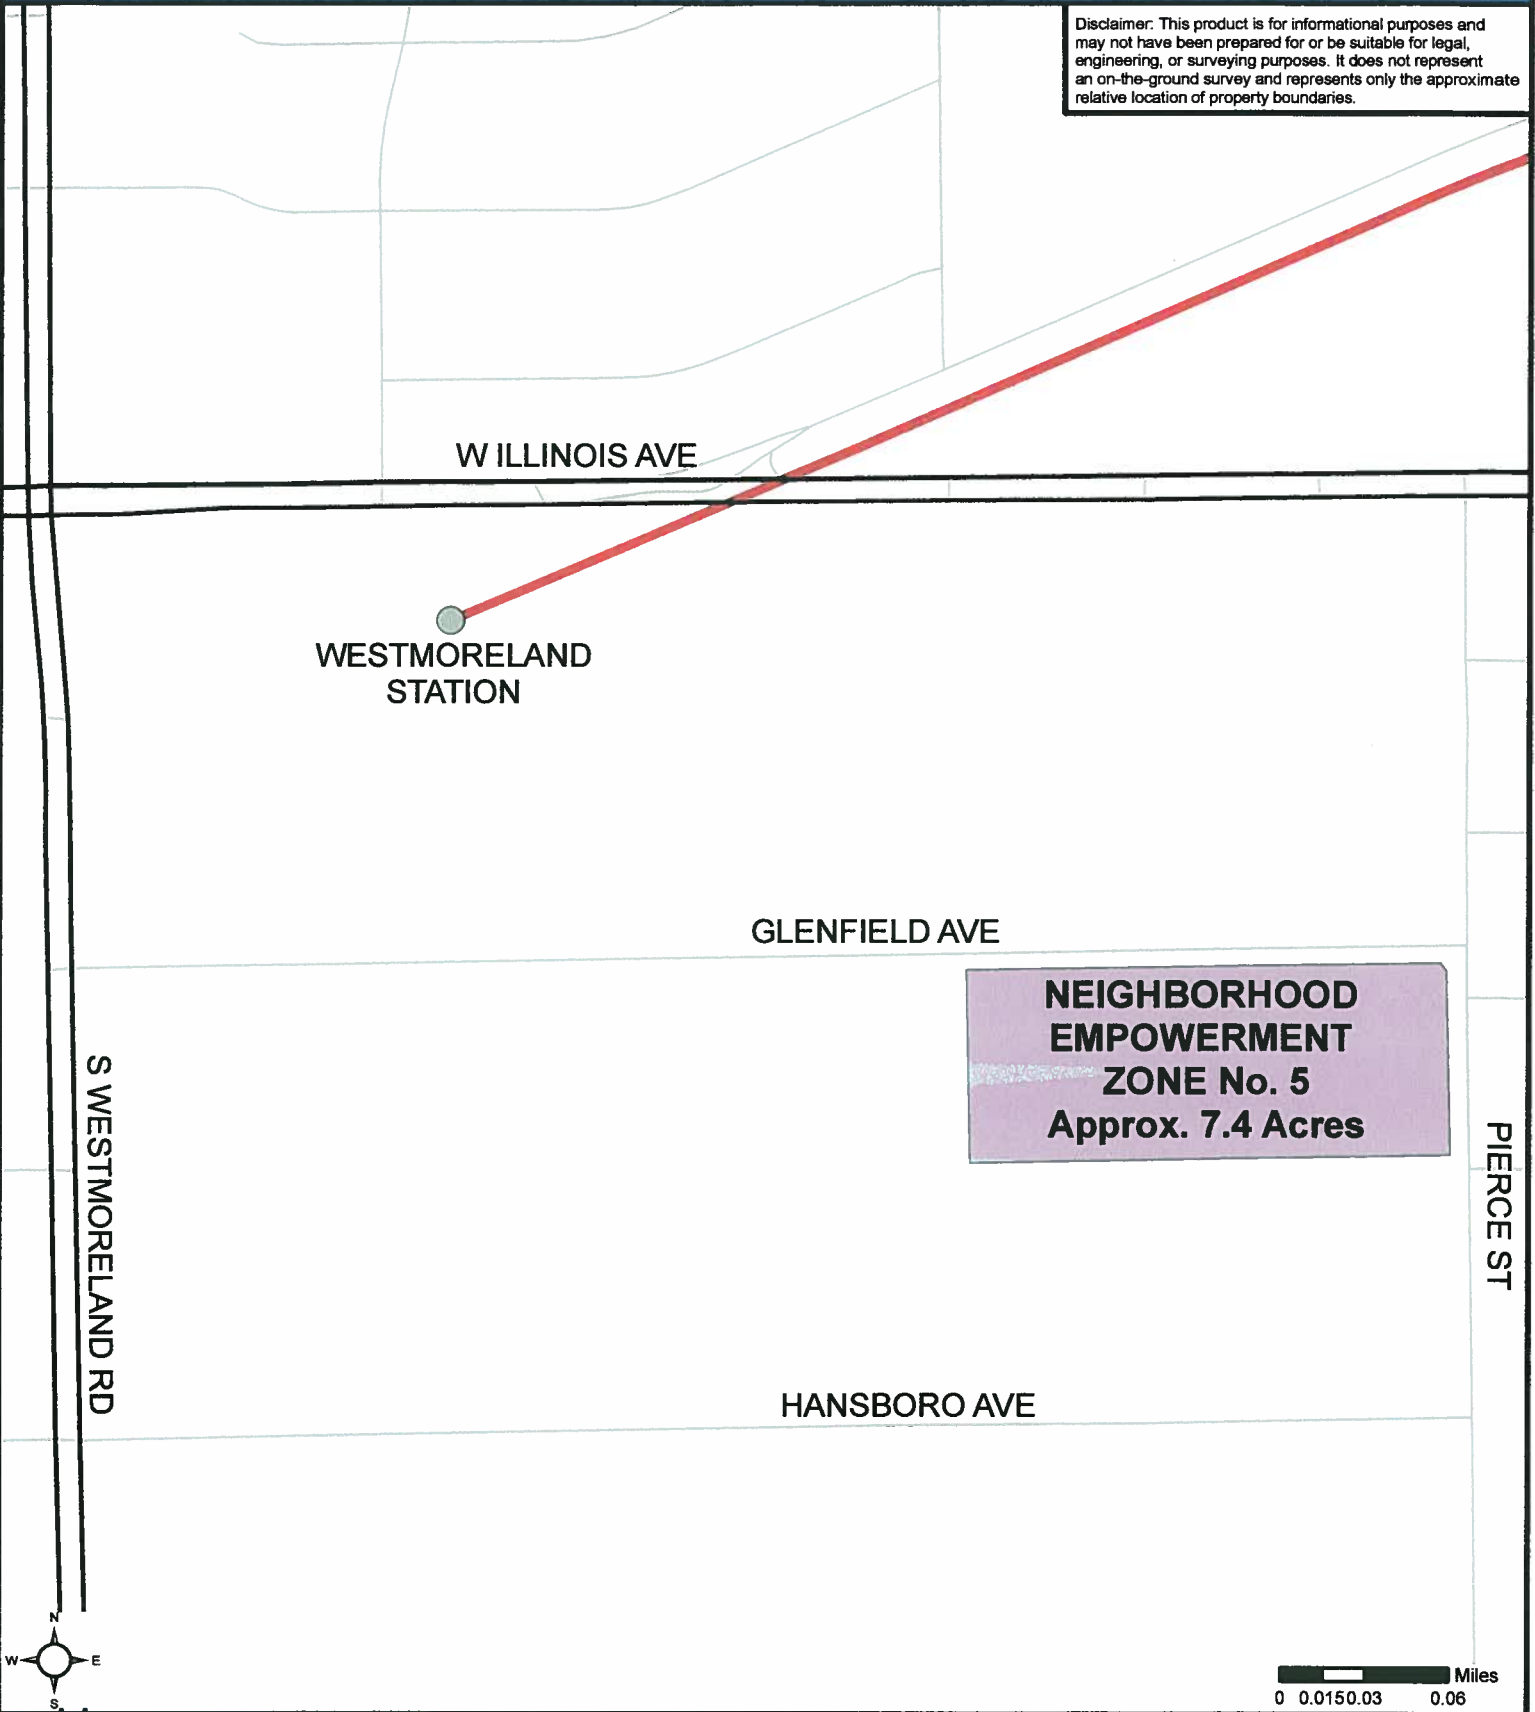 Disclaimer: This product is for informational purposes and
may not have been prepared for or be suitable for legal,
engineering, or surveying purposes. It does not represent
an on-the-ground survey and represents only the approximate
relative location of property boundaries.
W ILLINOIS AVE
WESTMORELAND
STATION
GLENFIELD AVE
NEIGHBORHOOD
EMPOWERMENT
ZONE No. 5
Approx. 7.4 Acres
S WESTMORELAND RD
PIERCE ST
HANSBORO AVE
N
W E
S
Miles
0 0.015 0.03 0.06